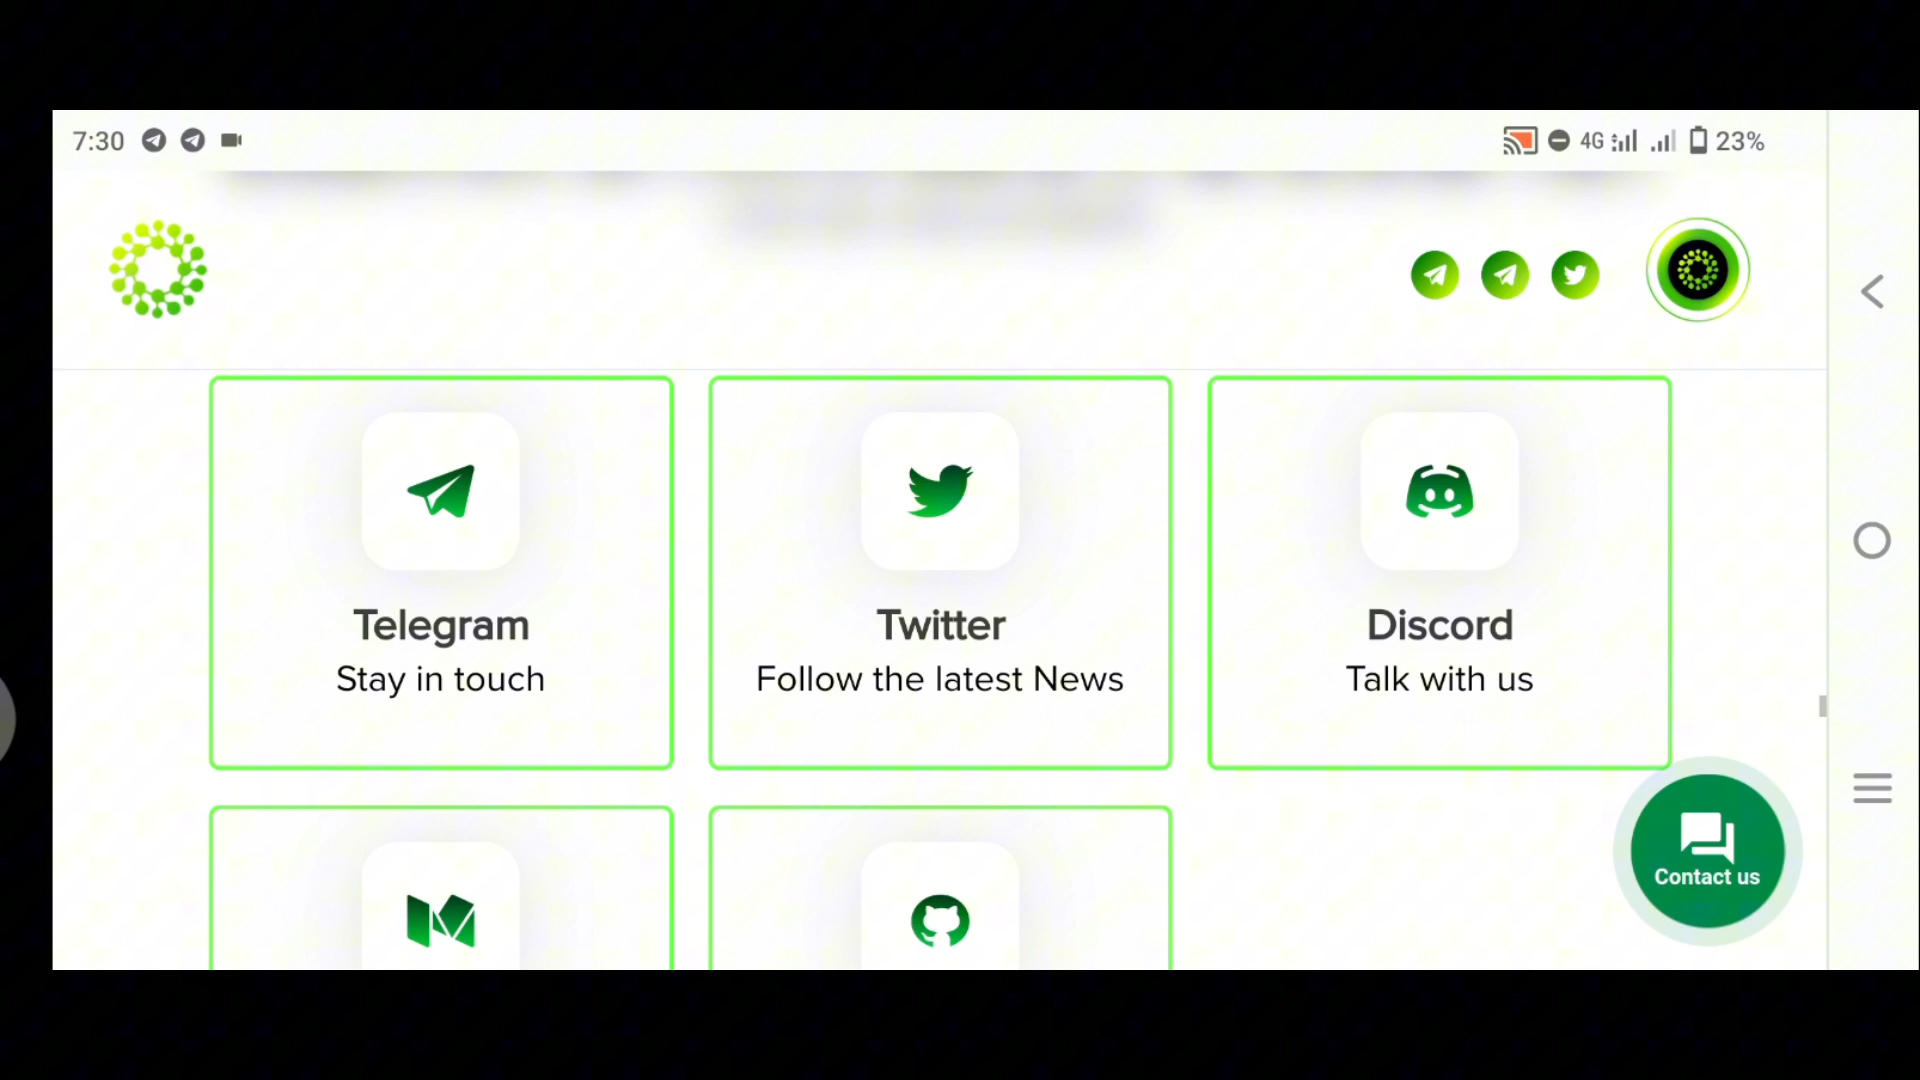 7:30
4G
23%
Telegram
Stay in touch
Twitter
Follow the latest News
Discord
Talk with us
Contact us